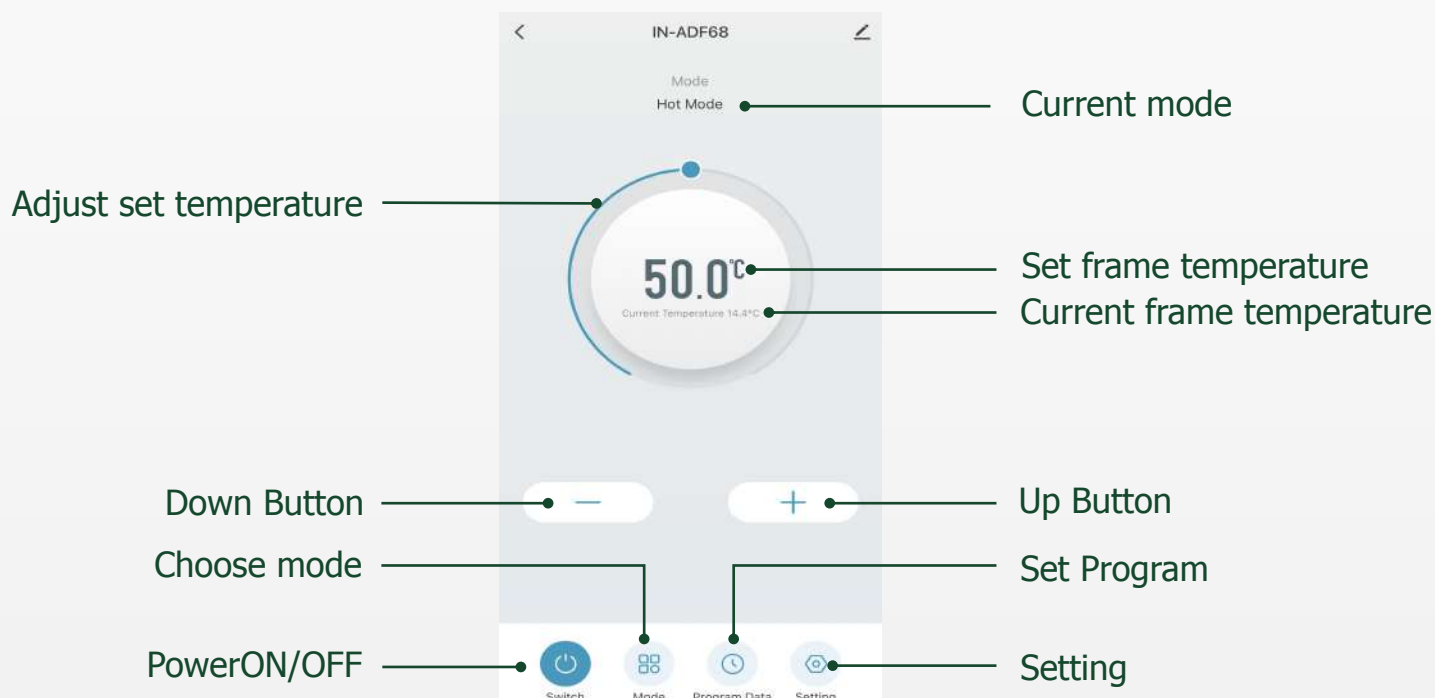 IN-ADF68
Mode
Hot Mode
Current mode
Adjust set temperature
50.0℃
Set frame temperature
Current Temperature 14.4°C
Current frame temperature
Down Button
Up Button
Choose mode
Set Program
PowerON/OFF
Setting
Switch
Mode
Program Data
Setting